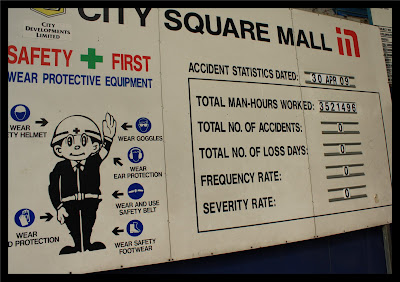 CITY SQUARE MALL
CITY
DEVELOPMENTS
LIMITED
SAFETY + FIRST
WEAR PROTECTIVE EQUIPMENT
ACCIDENT STATISTICS DATED: 30 APR 09
TOTAL MAN-HOURS WORKED: 3521496
TOTAL NO. OF ACCIDENTS: 0
TOTAL NO. OF LOSS DAYS: 0
FREQUENCY RATE: 0
SEVERITY RATE: 0
WEAR
TY HELMET
WEAR GOGGLES
WEAR
EAR PROTECTION
WEAR AND USE
SAFETY BELT
WEAR
D PROTECTION
WEAR SAFETY
FOOTWEAR